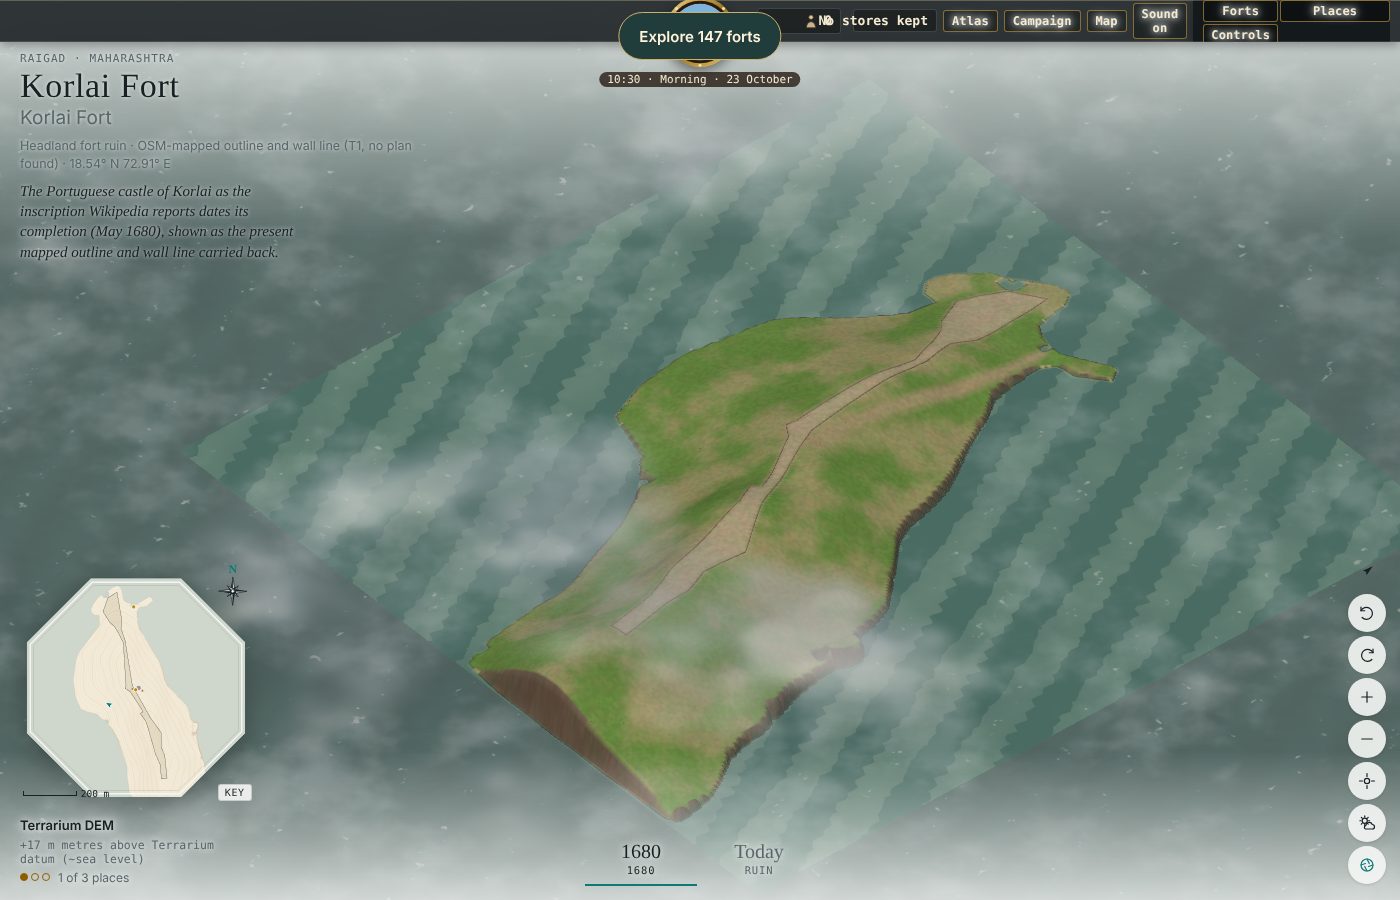 Explore 147 forts
stores kept
Atlas
Campaign
Map
Sound on
Forts
Places
Controls
10:30 · Morning · 23 October
RAIGAD · MAHARASHTRA
Korlai Fort
Korlai Fort
Headland fort ruin · OSM-mapped outline and wall line (T1, no plan
found) · 18.54° N 72.91° E
The Portuguese castle of Korlai as the
inscription Wikipedia reports dates its
completion (May 1680), shown as the present
mapped outline and wall line carried back.
N
200 m
KEY
Terrarium DEM
+17 m metres above Terrarium
datum (~sea level)
1 of 3 places
1680
1680
Today
RUIN